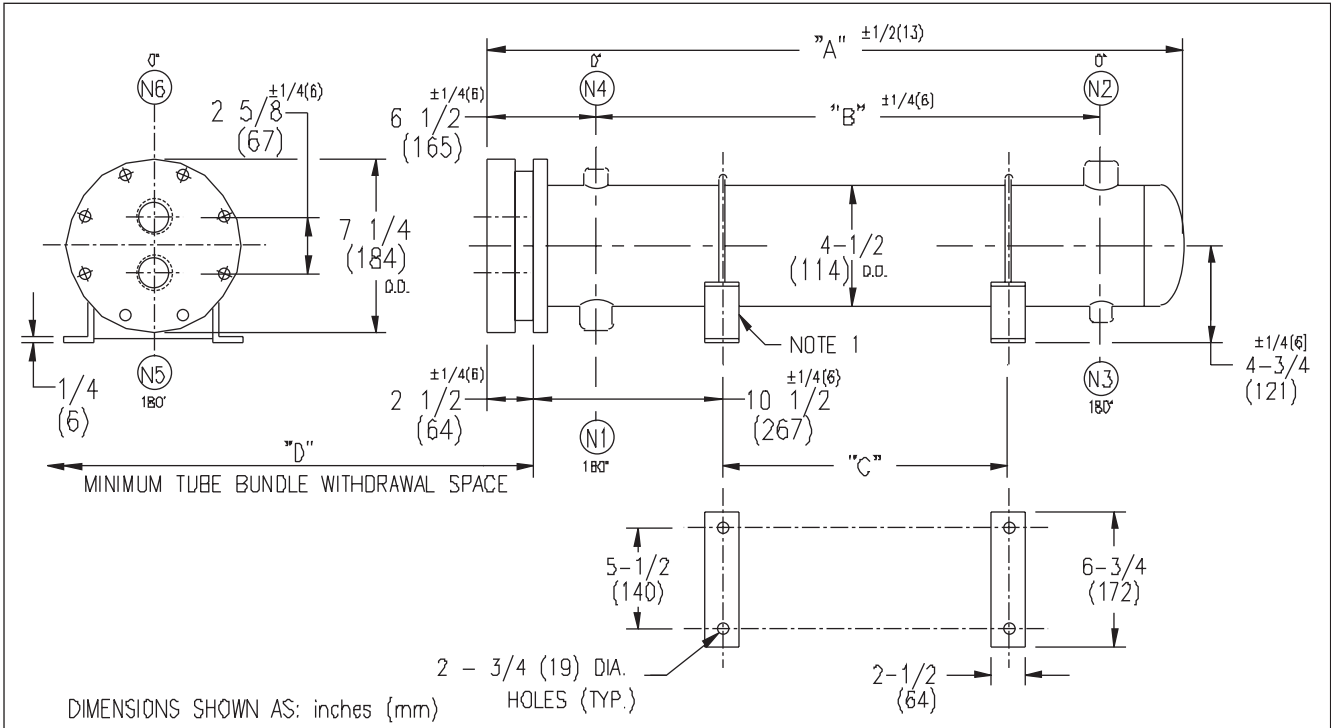 "A" ±1/2(13)
0°
N6
2 5/8 ±1/4(6)
(67)
6 1/2 ±1/4(6)
(165)
0°
N4
"B" ±1/4(6)
0°
N2
7 1/4
(184)
O.D.
4-1/2
(114) O.D.
NOTE 1
1/4
(6)
N5
180°
2 1/2 ±1/4(6)
(64)
10 1/2 ±1/4(6)
(267)
N1
180°
N3
180°
4-3/4 ±1/4(6)
(121)
"D"
MINIMUM TUBE BUNDLE WITHDRAWAL SPACE
"C"
5-1/2
(140)
6-3/4
(172)
2 - 3/4 (19) DIA.
HOLES (TYP.)
2-1/2
(64)
DIMENSIONS SHOWN AS: inches (mm)